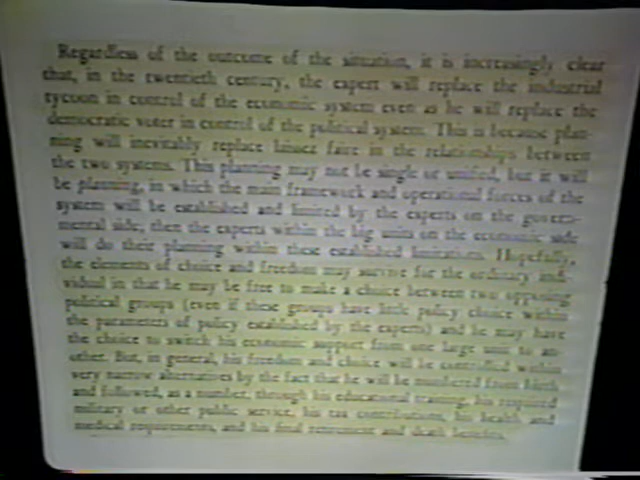 Regardless of the outcome of the situation, it is increasingly clear
that, in the twentieth century, the expert will replace the industrial
tycoon in control of the economic system even as he will replace the
democratic voter in control of the political system. This is because plan-
ning will inevitably replace laissez faire in the relationships between
the two systems. This planning may not be single or unified, but it will
be planning, in which the main framework and operational forces of the
system will be established and limited by the experts on the govern-
mental side; then the experts within the big units on the economic side
will do their planning within these established limitations. Hopefully,
the elements of choice and freedom may survive for the ordinary indi-
vidual in that he may be free to make a choice between two opposing
political groups (even if these groups have little policy choice within
the parameters of policy established by the experts) and he may have
the choice to switch his economic support from one large unit to an-
other. But, in general, his freedom and choice will be controlled within
very narrow alternatives by the fact that he will be numbered from birth
and followed, as a number, through his educational training, his required
military or other public service, his tax contributions, his health and
medical requirements, and his final retirement and death benefits.